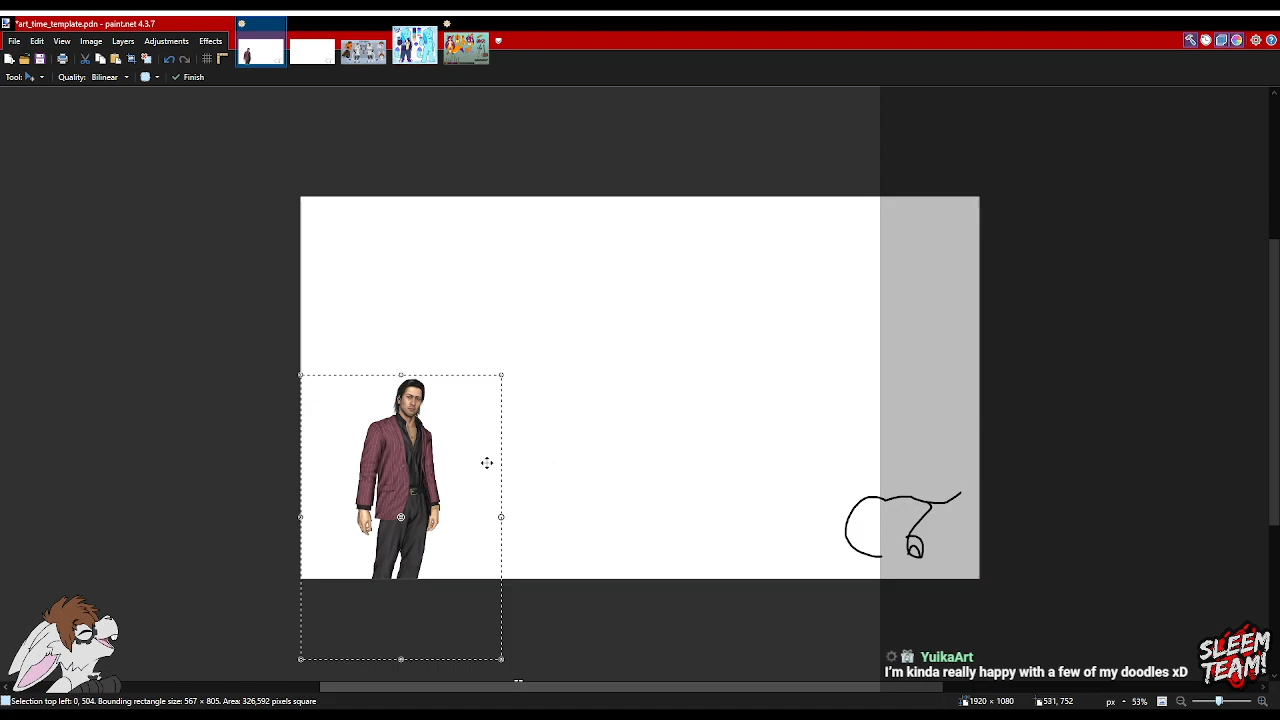 *art_time_template.pdn - paint.net 4.3.7
File Edit View Image Layers Adjustments Effects
Tool: Quality: Bilinear Finish
YuikaArt
I'm kinda really happy with a few of my doodles xD
SLEEM
TEAM!
Selection top left: 0, 504. Bounding rectangle size: 567 × 805. Area: 326,592 pixels square
1920 × 1080 531, 752 px 53%